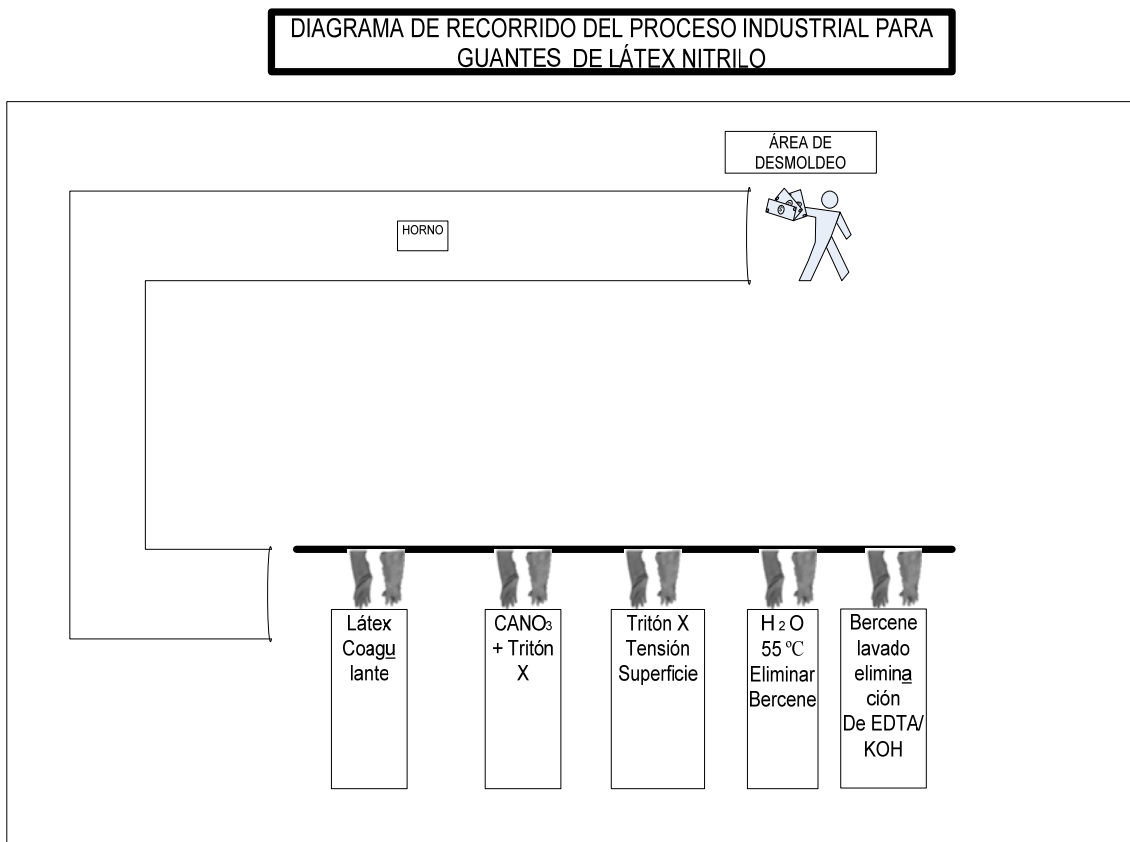 DIAGRAMA DE RECORRIDO DEL PROCESO INDUSTRIAL PARA
GUANTES DE LÁTEX NITRILO
ÁREA DE
DESMOLDEO
HORNO
Látex
Coagu
lante
CANO₃
+ Tritón
X
Tritón X
Tensión
Superficie
H₂O
55 ºC
Eliminar
Bercene
Bercene
lavado
elimina
ción
De EDTA/
KOH